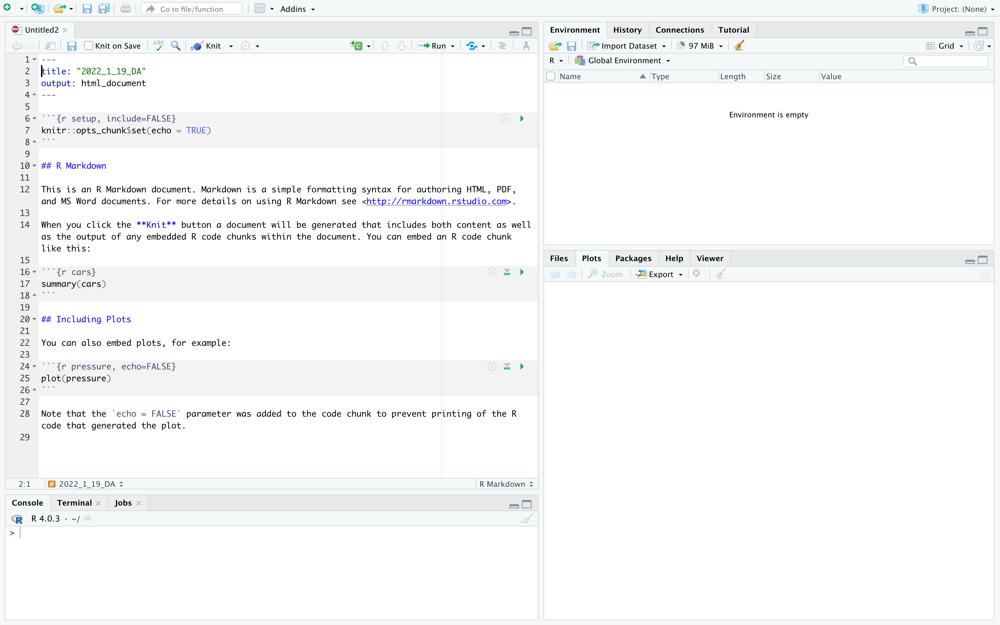 Go to file/function
Addins
Project: (None)
Untitled2
Knit on Save
ABC
Knit
Run
1 ---
2 title: "2022_1_19_DA"
3 output: html_document
4 ---
5
6 ```{r setup, include=FALSE}
7 knitr::opts_chunk$set(echo = TRUE)
8 ```
9
10 ## R Markdown
11
12 This is an R Markdown document. Markdown is a simple formatting syntax for authoring HTML, PDF,
and MS Word documents. For more details on using R Markdown see <http://rmarkdown.rstudio.com>.
13
14 When you click the **Knit** button a document will be generated that includes both content as well
as the output of any embedded R code chunks within the document. You can embed an R code chunk
like this:
15
16 ```{r cars}
17 summary(cars)
18 ```
19
20 ## Including Plots
21
22 You can also embed plots, for example:
23
24 ```{r pressure, echo=FALSE}
25 plot(pressure)
26 ```
27
28 Note that the `echo = FALSE` parameter was added to the code chunk to prevent printing of the R
code that generated the plot.
29
2:1 # 2022_1_19_DA R Markdown
Console Terminal Jobs
R R 4.0.3 · ~/
>
Environment History Connections Tutorial
Import Dataset 97 MiB Grid
R Global Environment
Name Type Length Size Value
Environment is empty
Files Plots Packages Help Viewer
Zoom Export